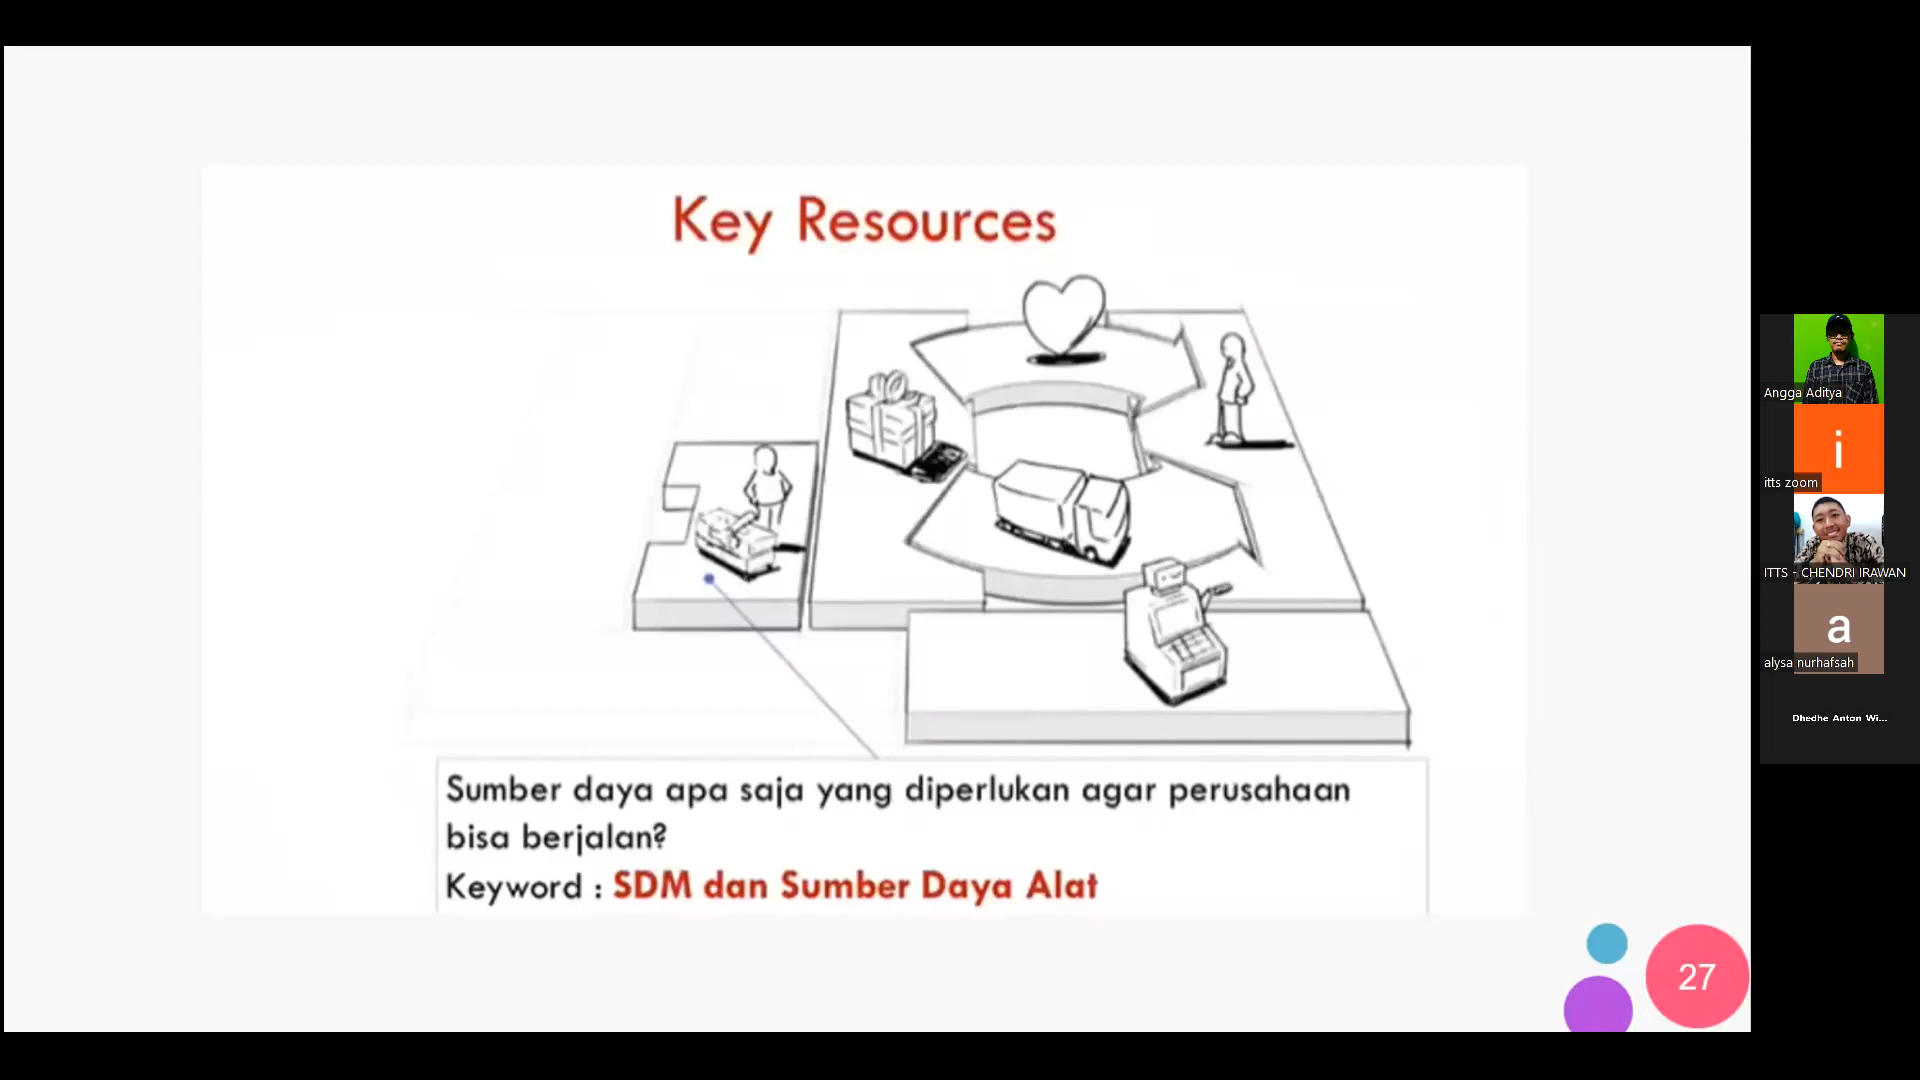 Key Resources
Sumber daya apa saja yang diperlukan agar perusahaan
bisa berjalan?
Keyword : SDM dan Sumber Daya Alat
27
Angga Aditya
i
itts zoom
ITTS - CHENDRI IRAWAN
a
alysa nurhafsah
Dhedhe Anton Wi...